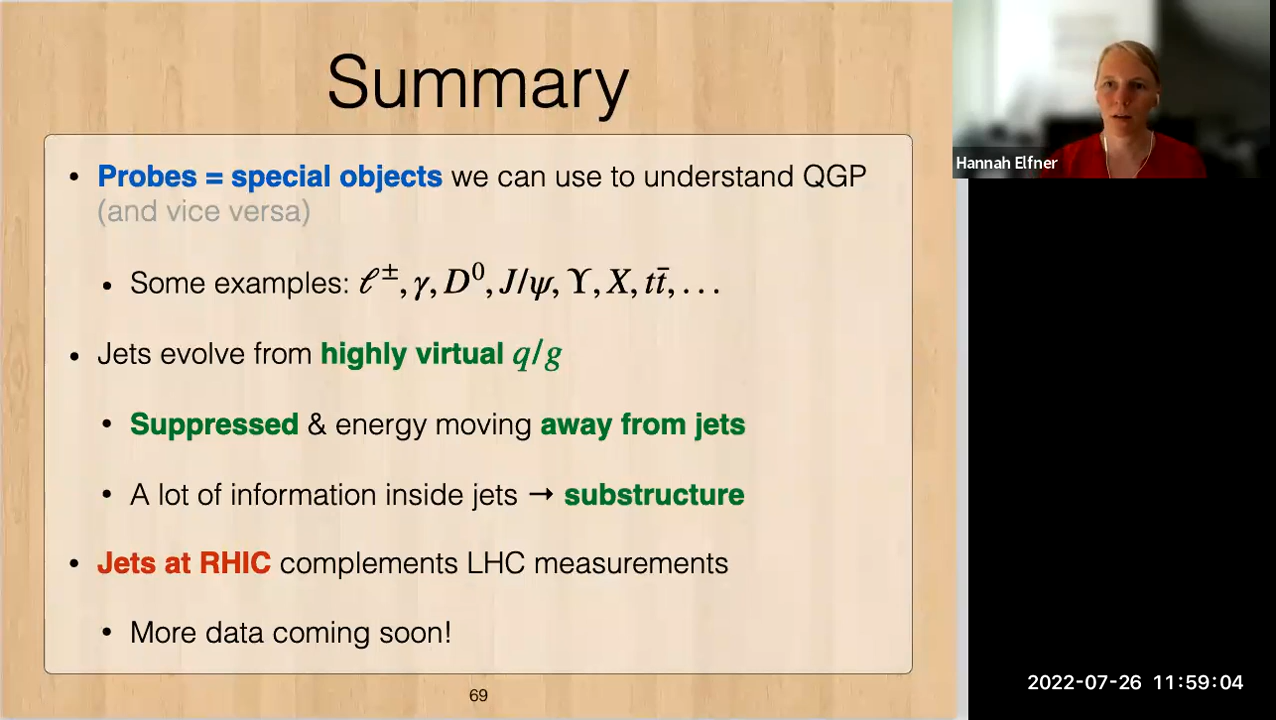 Summary
• Probes = special objects we can use to understand QGP
(and vice versa)
• Some examples: ℓ±, γ, D⁰, J/ψ, ϒ, X, tt̄, ...
• Jets evolve from highly virtual q/g
• Suppressed & energy moving away from jets
• A lot of information inside jets → substructure
• Jets at RHIC complements LHC measurements
• More data coming soon!
69
Hannah Elfner
2022-07-26 11:59:04